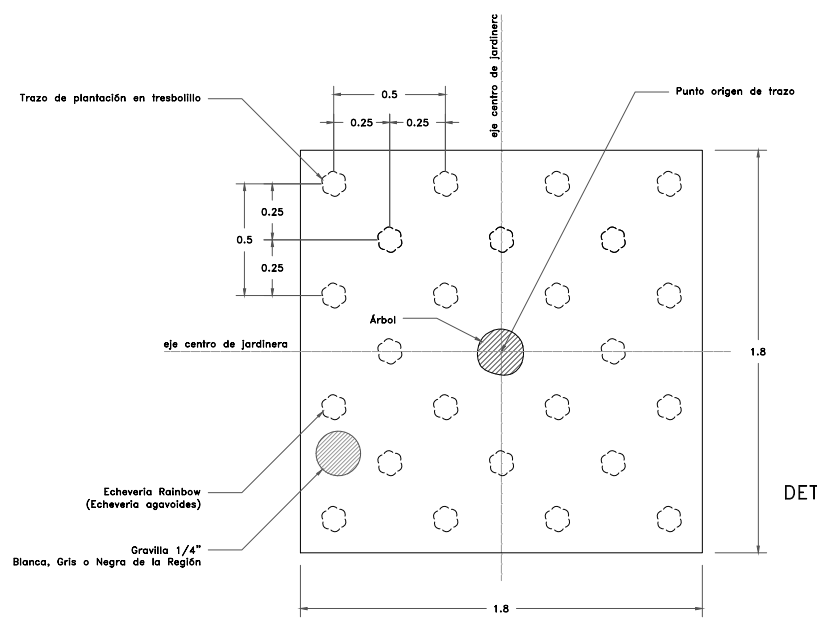 eje centro de jardinerc
Trazo de plantación en tresbolillo
0.5
Punto origen de trazo
0.25
0.25
0.25
0.5
0.25
Árbol
eje centro de jardinera
1.8
Echeveria Rainbow
(Echeveria agavoides)
DET
Gravilla 1/4"
Blanca, Gris o Negra de la Región
1.8